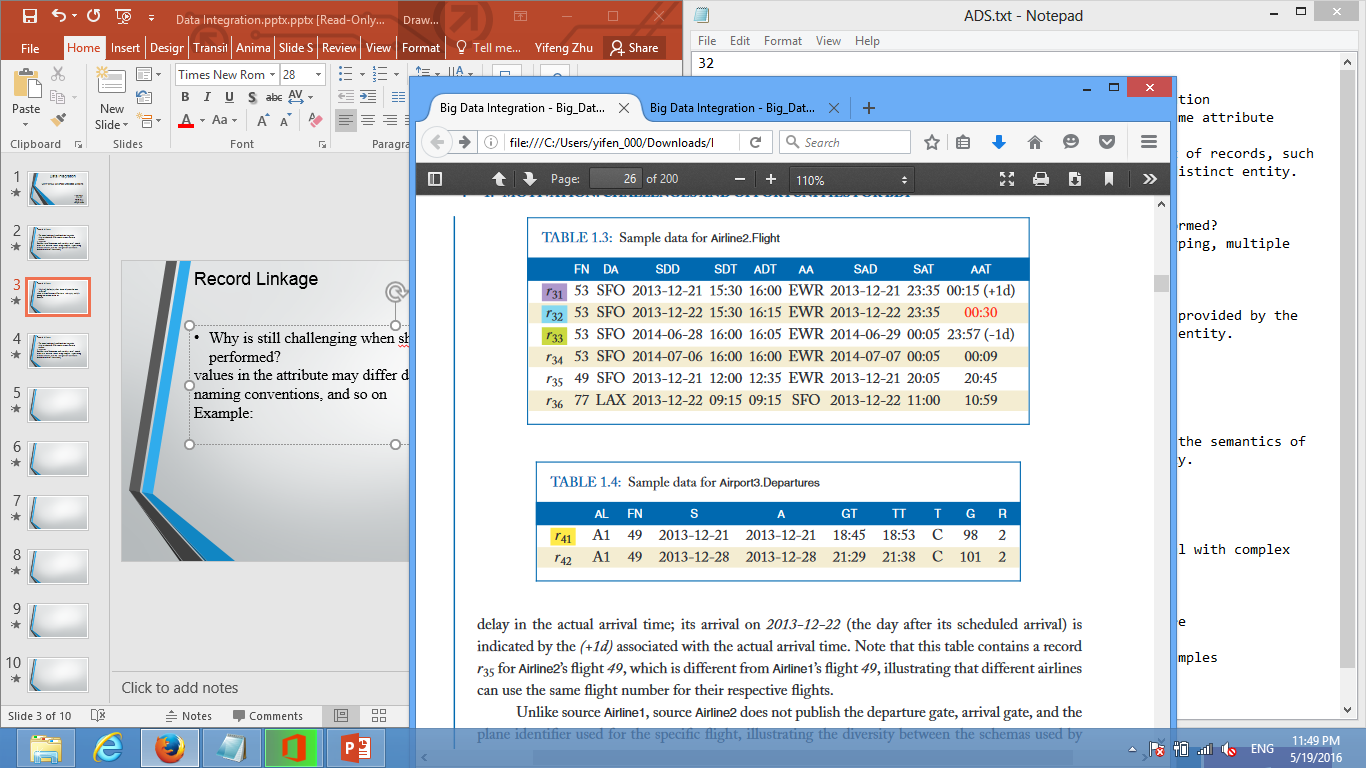 Data Integration.pptx.pptx [Read-Only...
Draw...
File Home Insert Design Transit Anima Slide S Review View Format Tell me... Yifeng Zhu Share
Paste
New
Slide
Times New Rom 28
B I U S abc AV
A Aa A A
Clipboard Slides Font Paragr
1
2
3
4
5
6
7
8
9
10
Record Linkage
• Why is still challenging when sh
performed?
values in the attribute may differ d
naming conventions, and so on
Example:
Click to add notes
Slide 3 of 10 Notes Comments
ADS.txt - Notepad
File Edit Format View Help
32
tion
me attribute
of records, such
istinct entity.
rmed?
ping, multiple
provided by the
entity.
the semantics of
y.
l with complex
e
mples
Big Data Integration - Big_Dat... Big Data Integration - Big_Dat...
file:///C:/Users/yifen_000/Downloads/I Search
Page: 26 of 200 110%
TABLE 1.3: Sample data for Airline2.Flight
FN DA SDD SDT ADT AA SAD SAT AAT
r31 53 SFO 2013-12-21 15:30 16:00 EWR 2013-12-21 23:35 00:15 (+1d)
r32 53 SFO 2013-12-22 15:30 16:15 EWR 2013-12-22 23:35 00:30
r33 53 SFO 2014-06-28 16:00 16:05 EWR 2014-06-29 00:05 23:57 (-1d)
r34 53 SFO 2014-07-06 16:00 16:00 EWR 2014-07-07 00:05 00:09
r35 49 SFO 2013-12-21 12:00 12:35 EWR 2013-12-21 20:05 20:45
r36 77 LAX 2013-12-22 09:15 09:15 SFO 2013-12-22 11:00 10:59
TABLE 1.4: Sample data for Airport3.Departures
AL FN S A GT TT T G R
r41 A1 49 2013-12-21 2013-12-21 18:45 18:53 C 98 2
r42 A1 49 2013-12-28 2013-12-28 21:29 21:38 C 101 2
delay in the actual arrival time; its arrival on 2013-12-22 (the day after its scheduled arrival) is
indicated by the (+1d) associated with the actual arrival time. Note that this table contains a record
r35 for Airline2's flight 49, which is different from Airline1's flight 49, illustrating that different airlines
can use the same flight number for their respective flights.
Unlike source Airline1, source Airline2 does not publish the departure gate, arrival gate, and the
plane identifier used for the specific flight, illustrating the diversity between the schemas used by
ENG
11:49 PM
5/19/2016